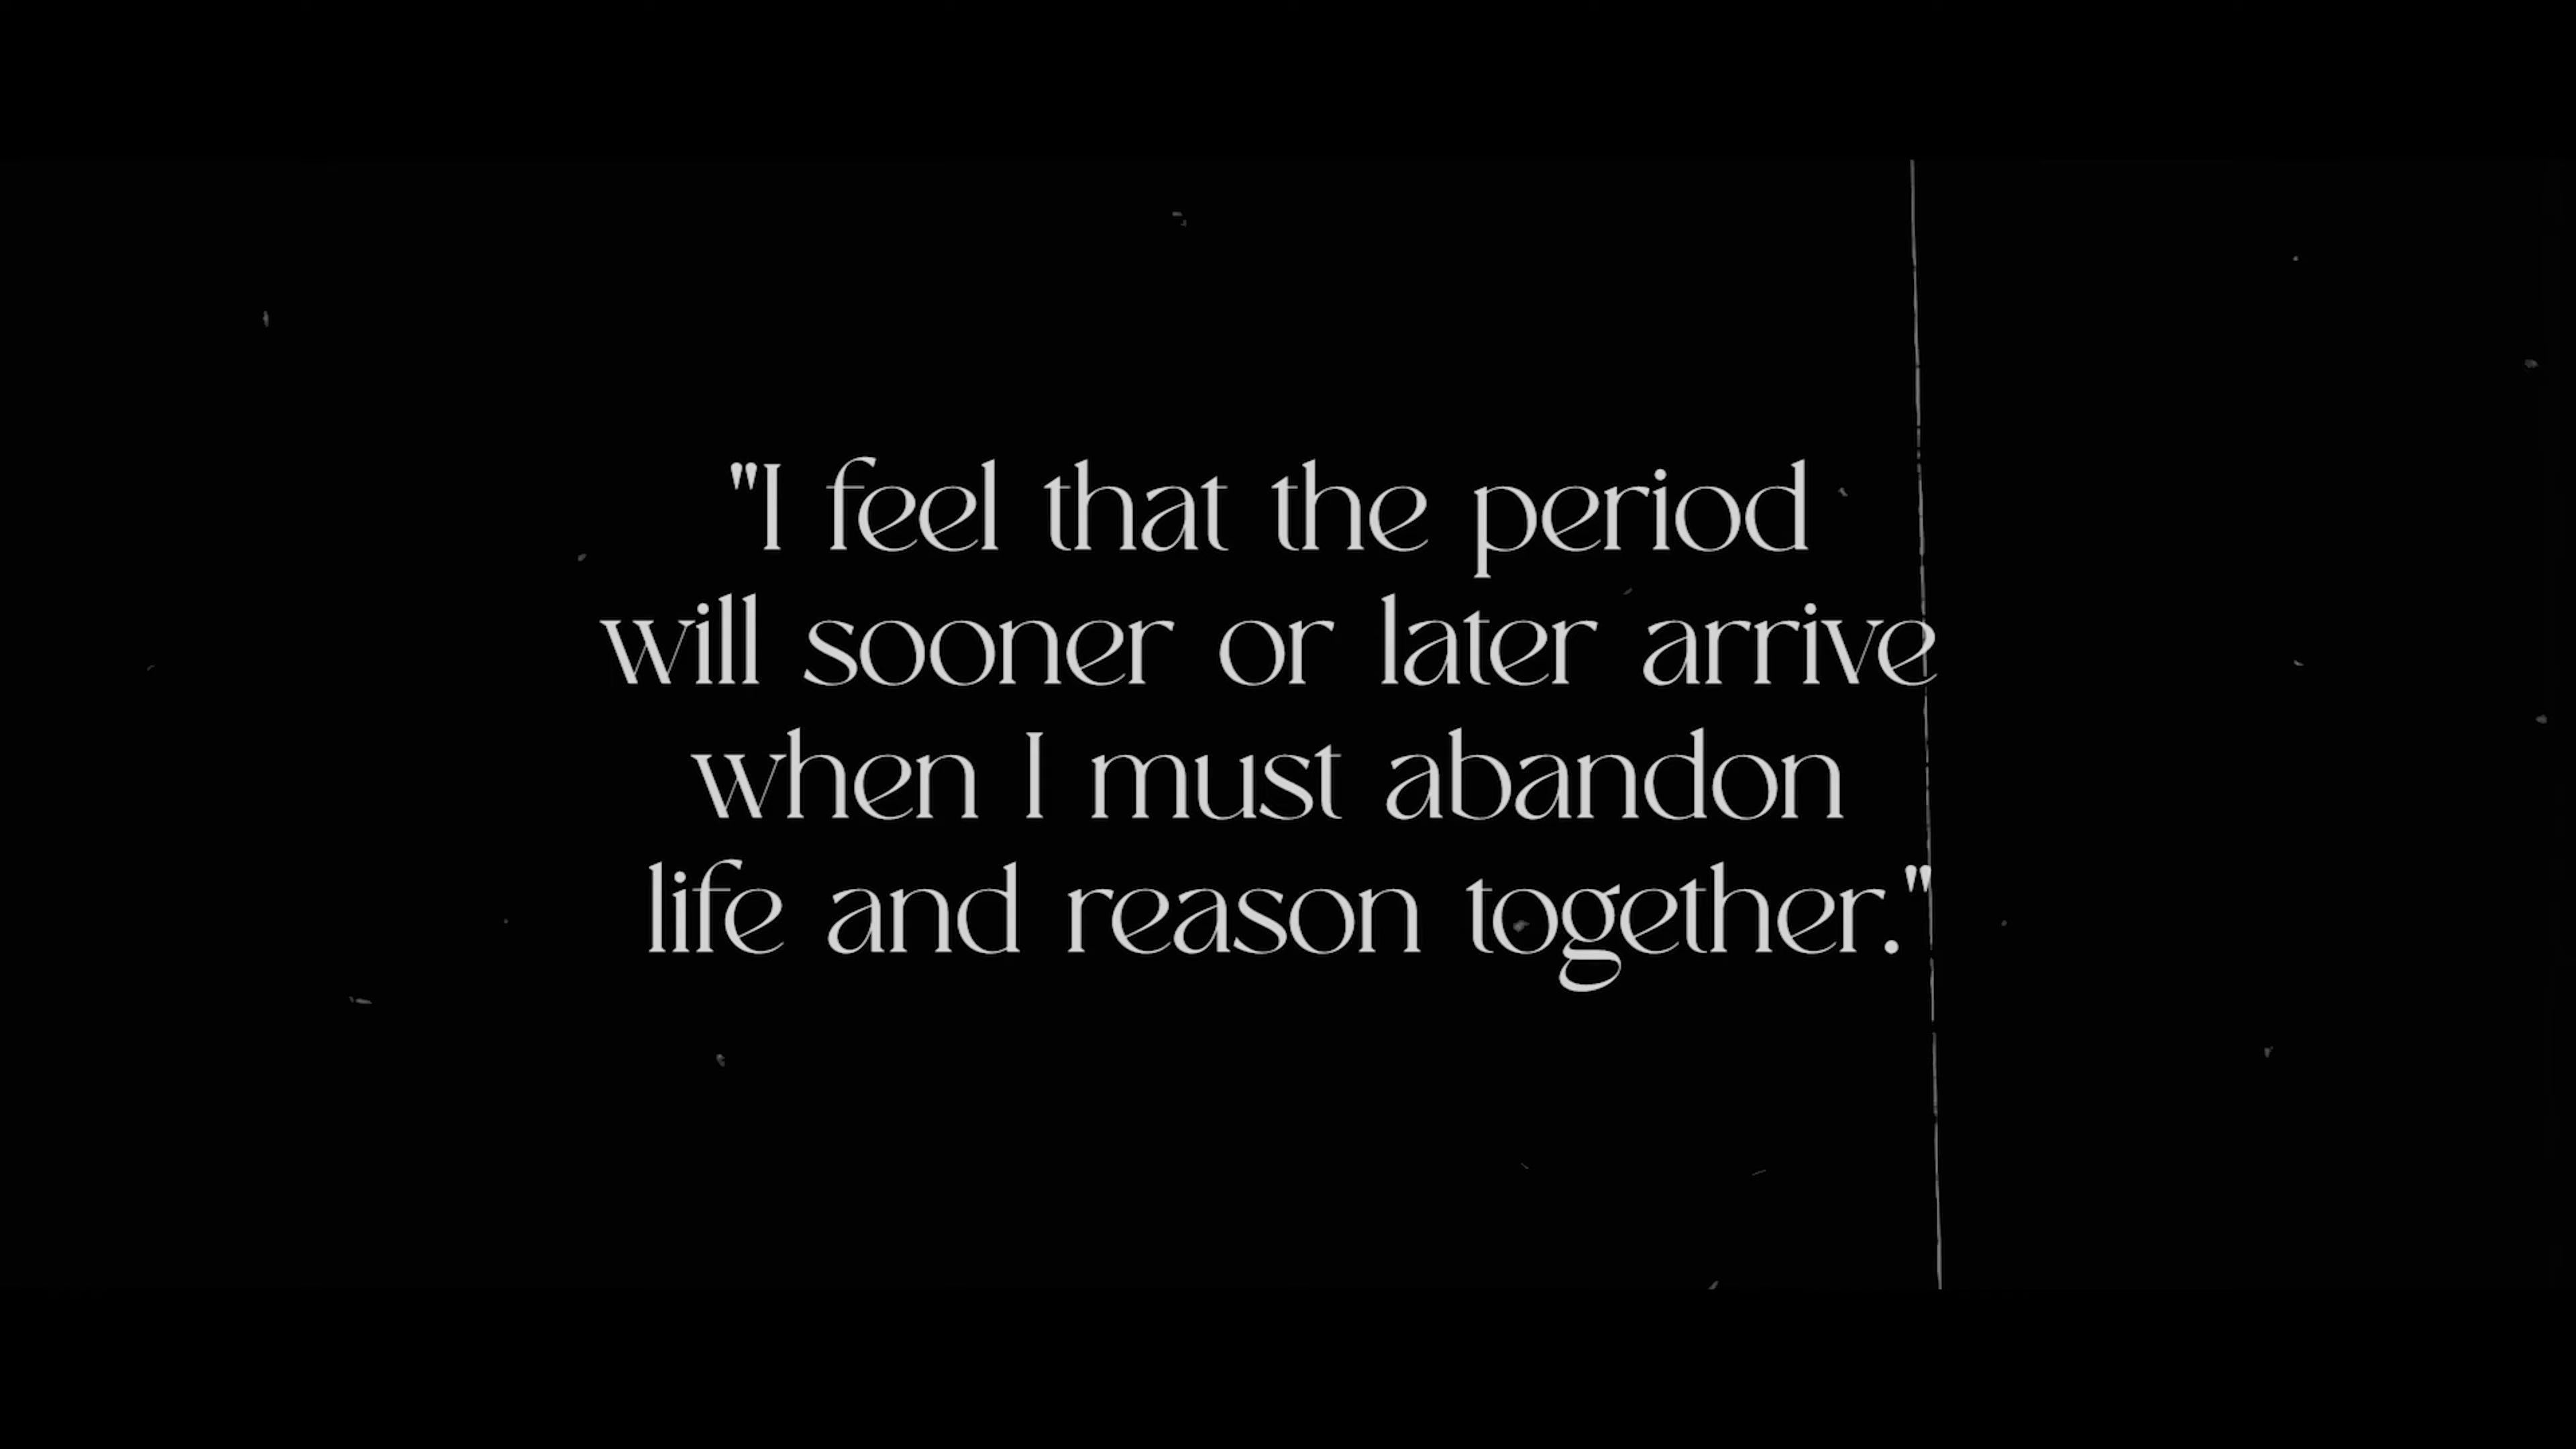 "I feel that the period
will sooner or later arrive
when I must abandon
life and reason together."